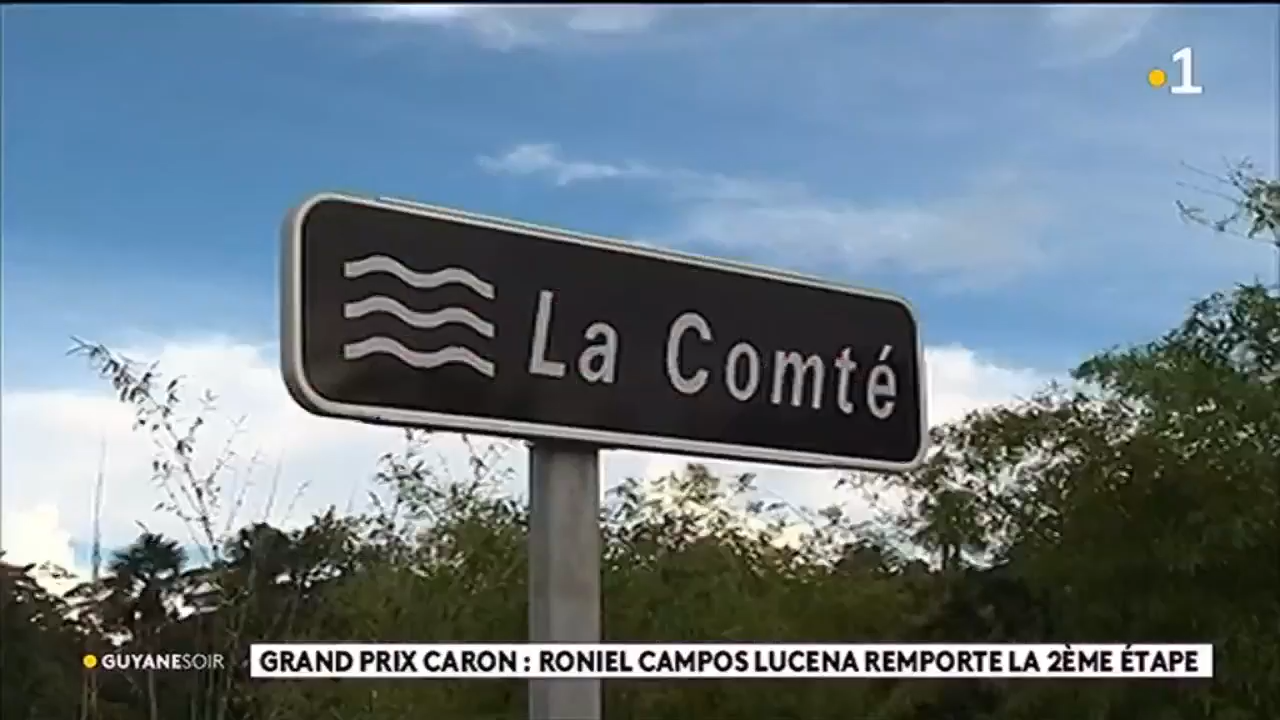 1
La Comté
GUYANESOIR
GRAND PRIX CARON : RONIEL CAMPOS LUCENA REMPORTE LA 2ÈME ÉTAPE